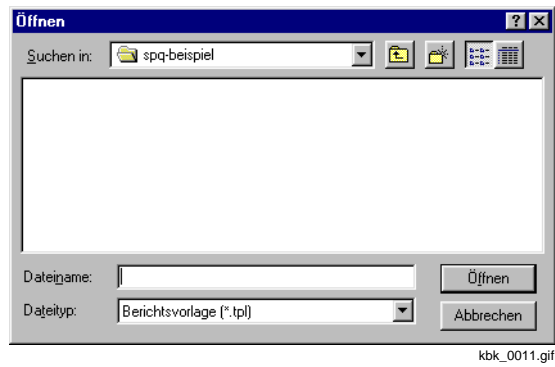 Öffnen
Suchen in: spq-beispiel
Dateiname:
Öffnen
Dateityp: Berichtsvorlage (*.tpl)
Abbrechen
kbk_0011.gif